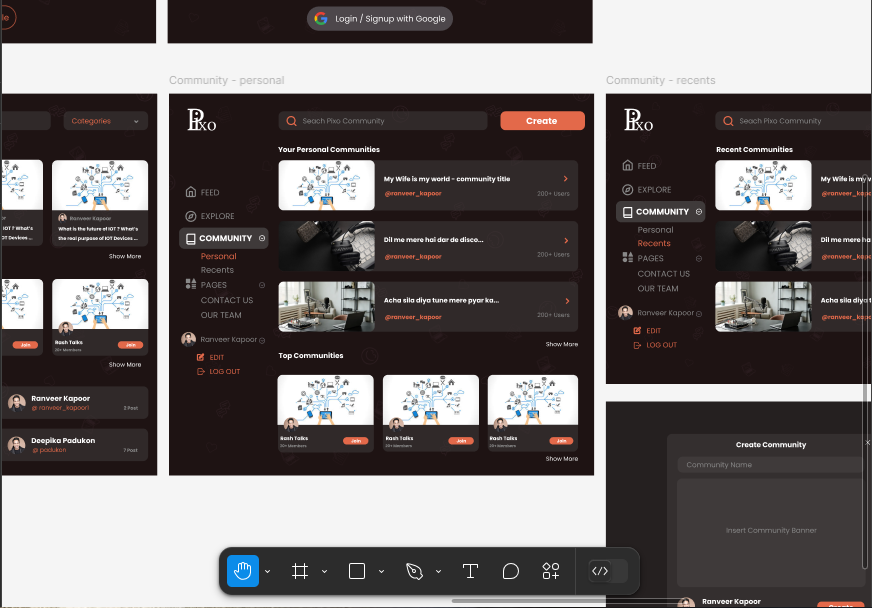 Login / Signup with Google
Community - personal
Community - recents
Categories
Ranveer Kapoor
What is the future of IOT ? What's
the real purpose of IOT Devices ...
Show More
Join
Rash Talks
20+ Members
Join
Show More
Ranveer Kapoor
@ranveer_kapoor1
2 Post
Deepika Padukon
@padukon
7 Post
Pixo
Seach Pixo Community
Create
FEED
EXPLORE
COMMUNITY
Personal
Recents
PAGES
CONTACT US
OUR TEAM
Ranveer Kapoor
EDIT
LOG OUT
Your Personal Communities
My Wife is my world - community title
@ranveer_kapoor
200+ Users
Dil me mere hai dar de disco...
@ranveer_kapoor
200+ Users
Acha sila diya tune mere pyar ka...
@ranveer_kapoor
200+ Users
Show More
Top Communities
Rash Talks
20+ Members
Join
Rash Talks
20+ Members
Join
Rash Talks
20+ Members
Join
Show More
Pixo
Seach Pixo Community
FEED
EXPLORE
COMMUNITY
Personal
Recents
PAGES
CONTACT US
OUR TEAM
Ranveer Kapoor
EDIT
LOG OUT
Recent Communities
My Wife is my
@ranveer_kapo
Dil me mere ha
@ranveer_kapo
Acha sila diya t
@ranveer_kapo
Create Community
Community Name
Insert Community Banner
Ranveer Kapoor
Create